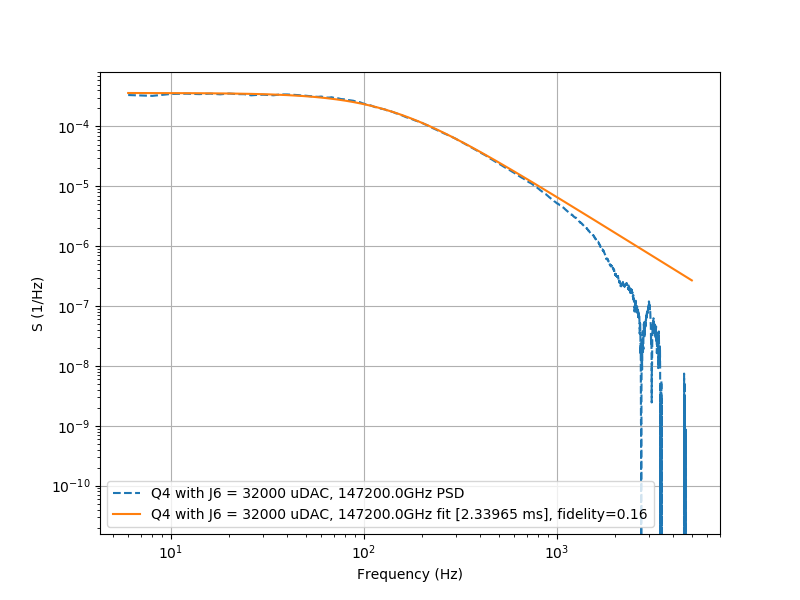 10⁻⁴
10⁻⁵
10⁻⁶
10⁻⁷
10⁻⁸
10⁻⁹
10⁻¹⁰
S (1/Hz)
Q4 with J6 = 32000 uDAC, 147200.0GHz PSD
Q4 with J6 = 32000 uDAC, 147200.0GHz fit [2.33965 ms], fidelity=0.16
10¹ 10² 10³
Frequency (Hz)